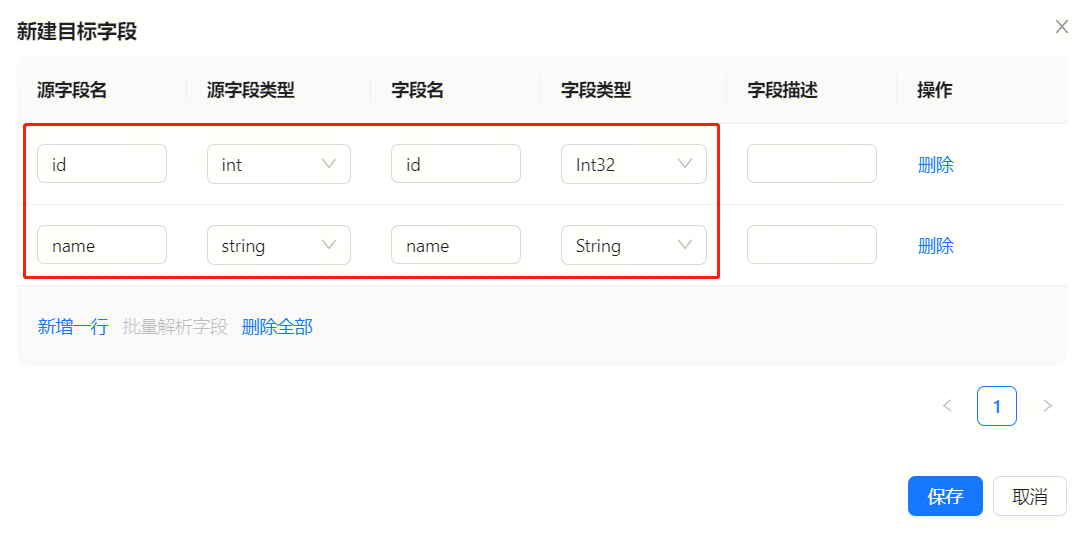 新建目标字段
源字段名 源字段类型 字段名 字段类型 字段描述 操作
id int id Int32 删除
name string name String 删除
新增一行 批量解析字段 删除全部
1
保存 取消